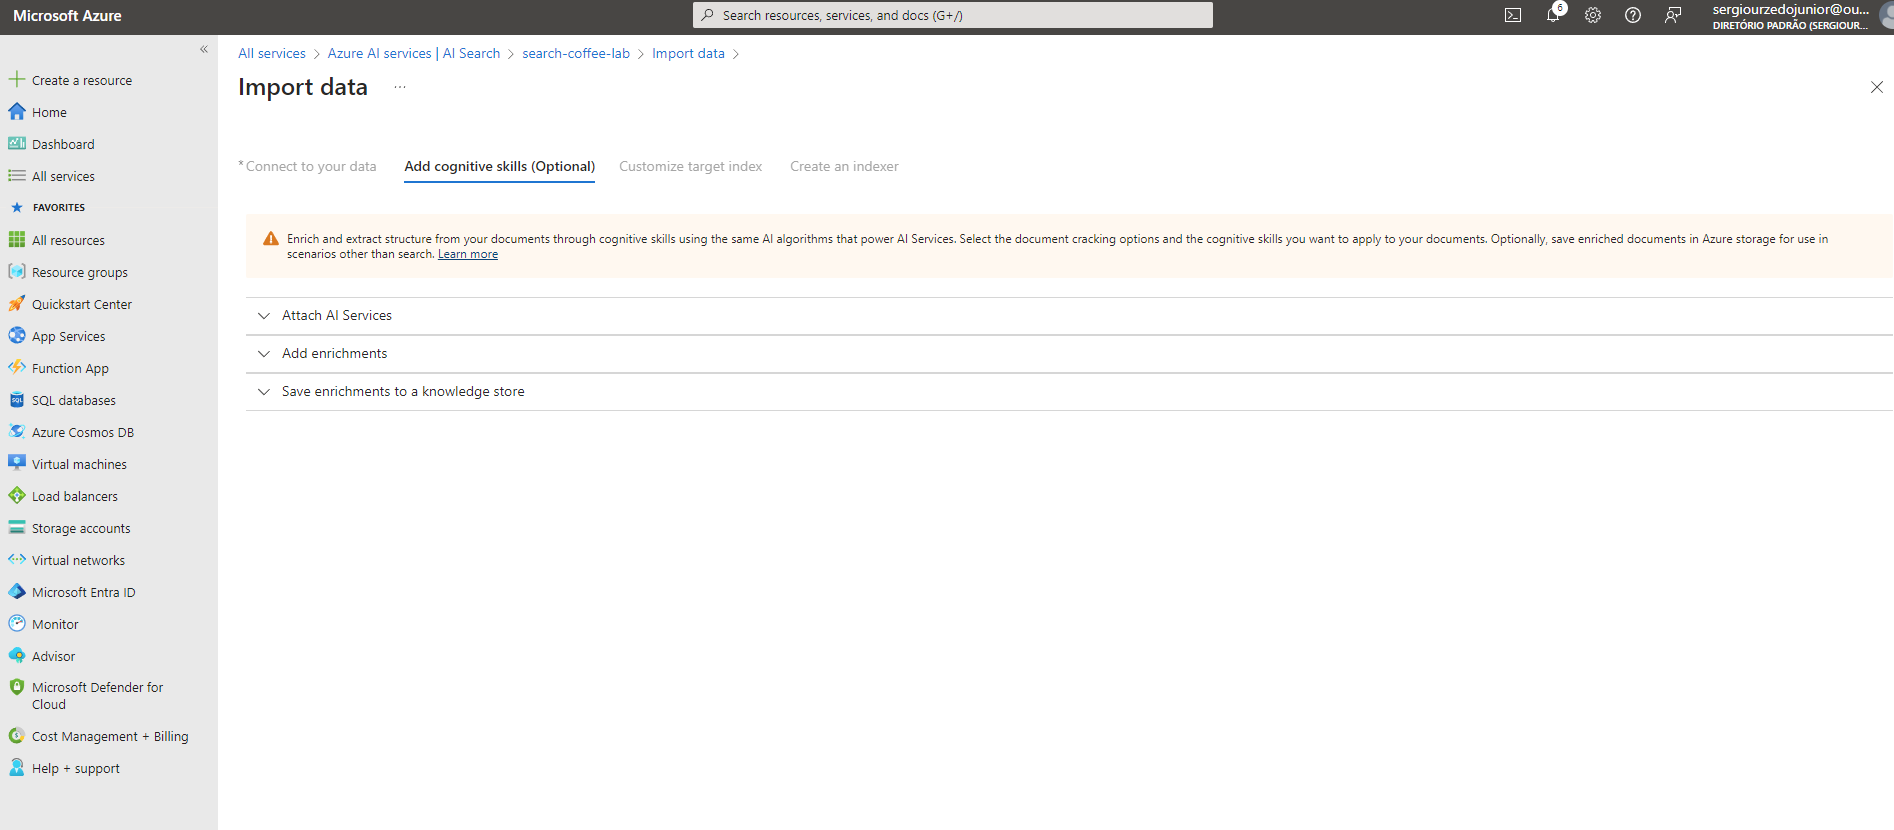 Microsoft Azure
Search resources, services, and docs (G+/)
6
sergiourzedojunior@ou...
DIRETÓRIO PADRÃO (SERGIOUR...
«
All services > Azure AI services | AI Search > search-coffee-lab > Import data >
Import data ...
Create a resource
Home
Dashboard
All services
FAVORITES
All resources
Resource groups
Quickstart Center
App Services
Function App
SQL databases
Azure Cosmos DB
Virtual machines
Load balancers
Storage accounts
Virtual networks
Microsoft Entra ID
Monitor
Advisor
Microsoft Defender for
Cloud
Cost Management + Billing
Help + support
* Connect to your data Add cognitive skills (Optional) Customize target index Create an indexer
Enrich and extract structure from your documents through cognitive skills using the same AI algorithms that power AI Services. Select the document cracking options and the cognitive skills you want to apply to your documents. Optionally, save enriched documents in Azure storage for use in
scenarios other than search. Learn more
Attach AI Services
Add enrichments
Save enrichments to a knowledge store